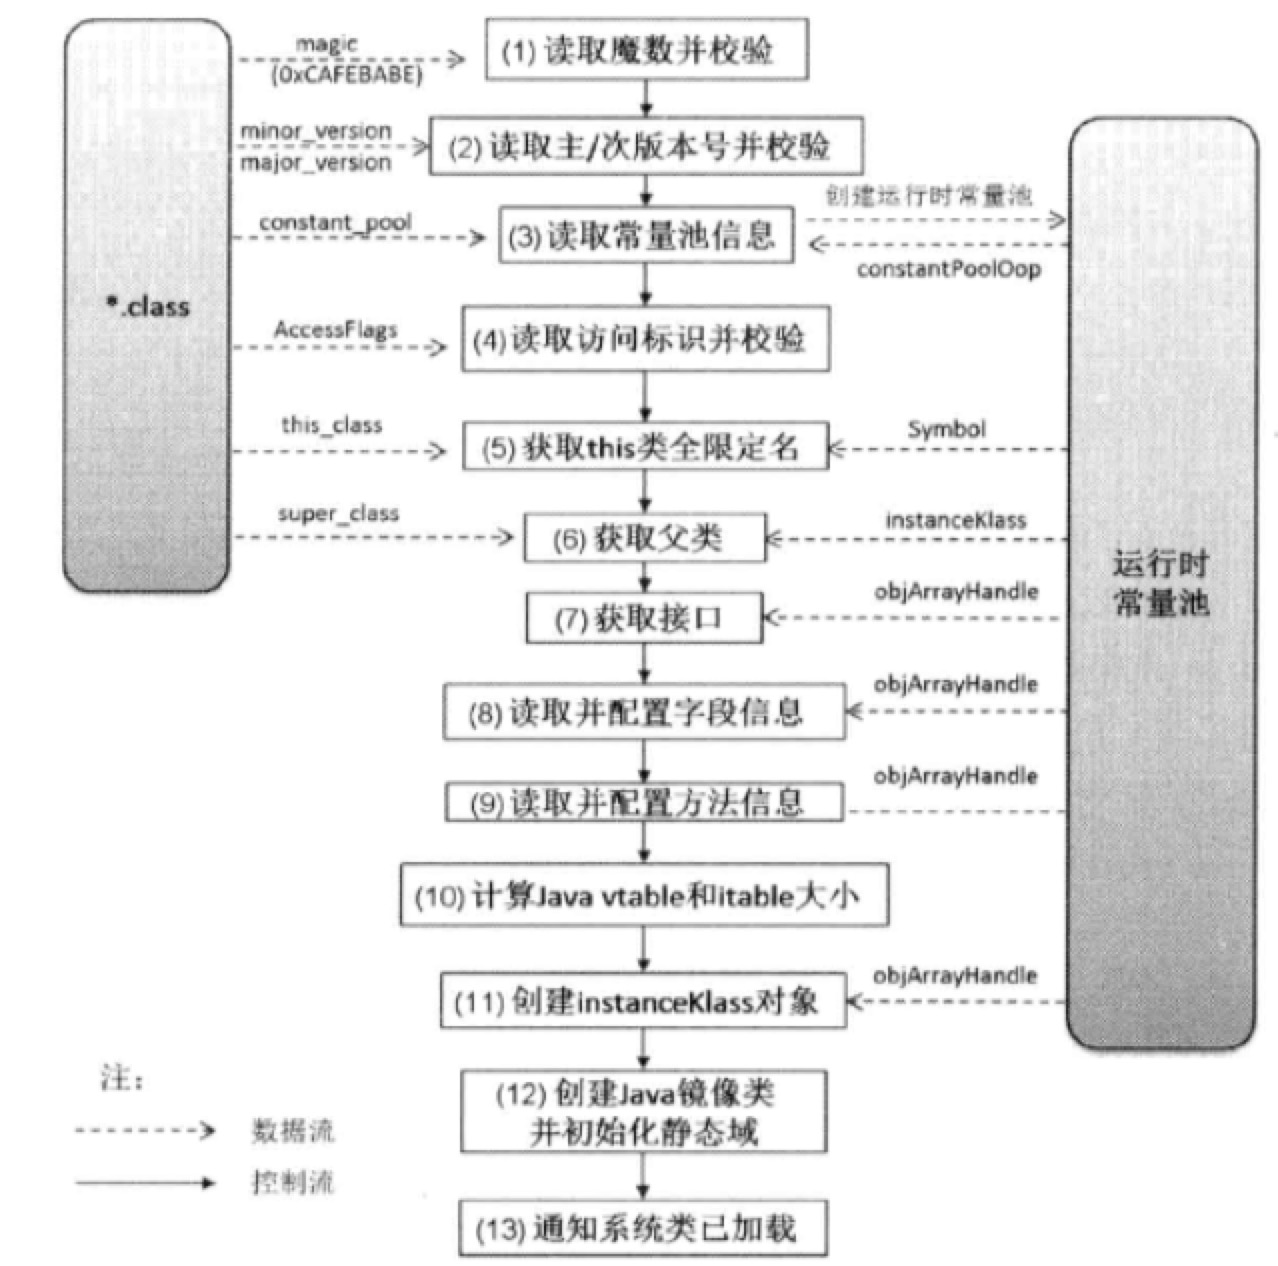 magic
(0xCAFEBABE)
(1) 读取魔数并校验
minor_version
major_version
(2) 读取主/次版本号并校验
创建运行时常量池
constant_pool
(3) 读取常量池信息
constantPoolOop
*.class
AccessFlags
(4) 读取访问标识并校验
this_class
(5) 获取this类全限定名
Symbol
super_class
(6) 获取父类
instanceKlass
运行时
常量池
(7) 获取接口
objArrayHandle
(8) 读取并配置字段信息
objArrayHandle
(9) 读取并配置方法信息
objArrayHandle
(10) 计算Java vtable和itable大小
(11) 创建instanceKlass对象
objArrayHandle
(12) 创建Java镜像类
并初始化静态域
(13) 通知系统类已加载
注:
数据流
控制流